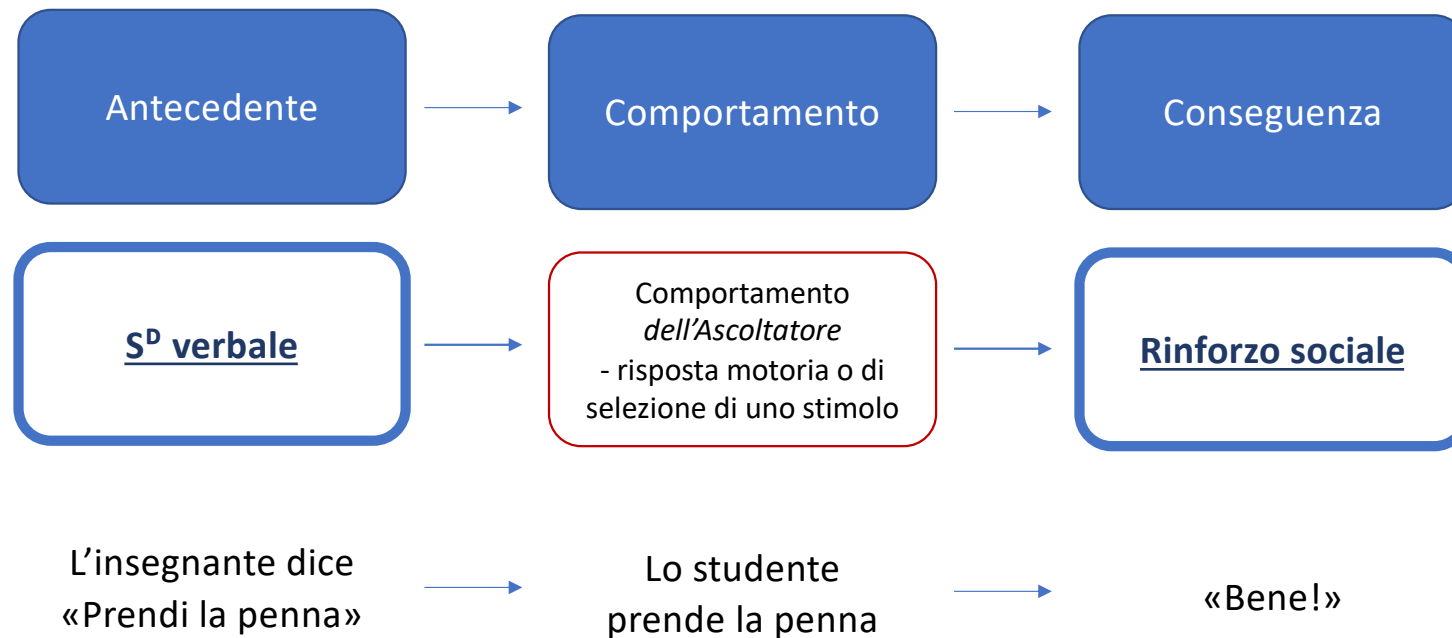 Antecedente
Comportamento
Conseguenza
Sᴰ verbale
Comportamento
dell'Ascoltatore
- risposta motoria o di
selezione di uno stimolo
Rinforzo sociale
L'insegnante dice
«Prendi la penna»
Lo studente
prende la penna
«Bene!»